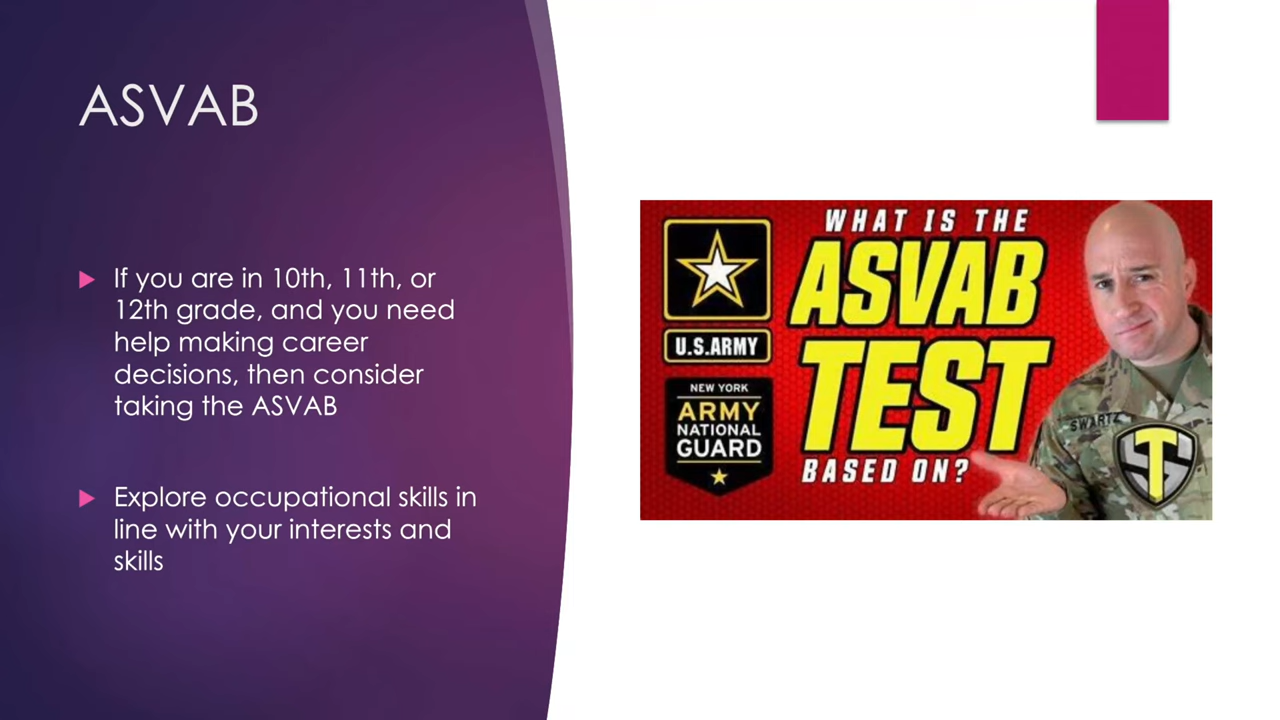 ASVAB
If you are in 10th, 11th, or
12th grade, and you need
help making career
decisions, then consider
taking the ASVAB
Explore occupational skills in
line with your interests and
skills
WHAT IS THE
ASVAB
TEST
BASED ON?
U.S.ARMY
NEW YORK
ARMY
NATIONAL
GUARD
SWARTZ